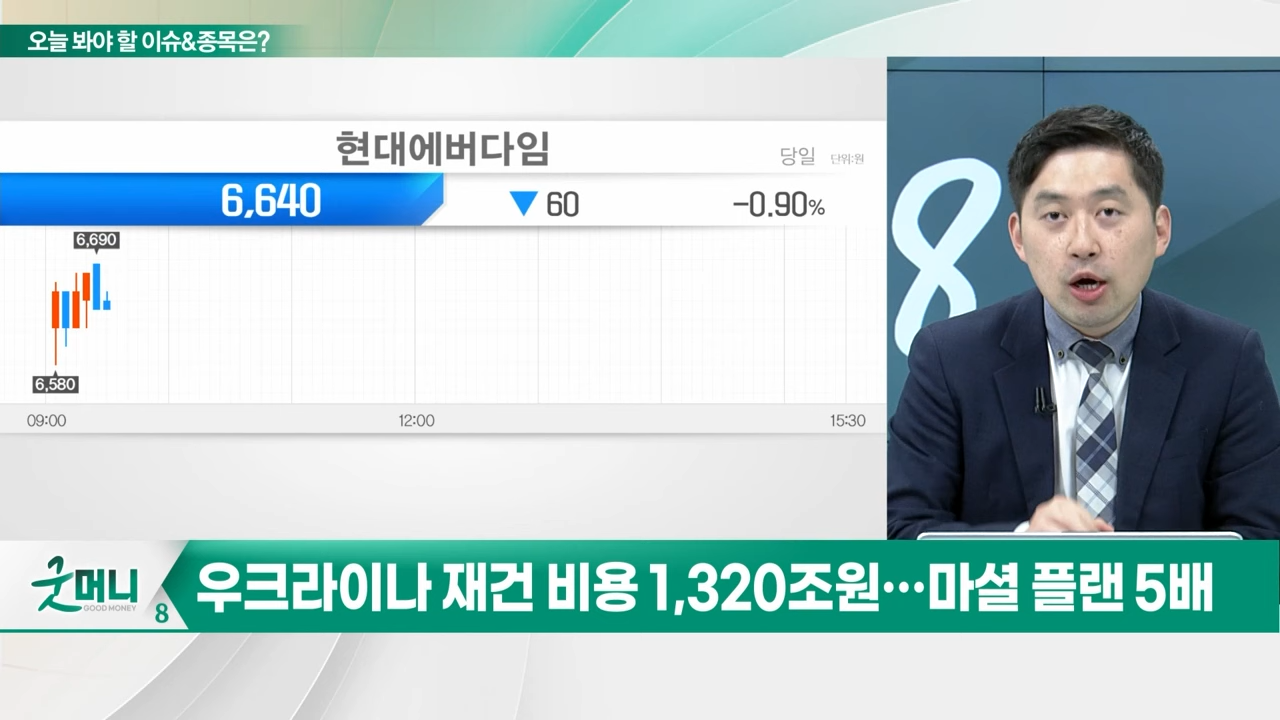 오늘 봐야 할 이슈&종목은?
현대에버다임
당일 단위:원
6,640 ▼ 60 -0.90%
6,690
6,580
09:00 12:00 15:30
8
굿머니
GOOD MONEY
8
우크라이나 재건 비용 1,320조원…마셜 플랜 5배